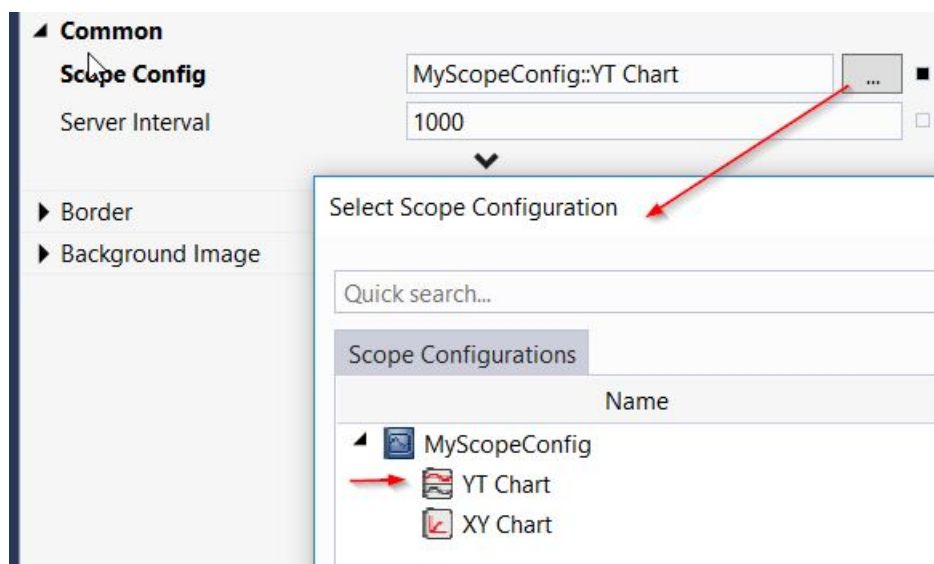 Common
Scope Config MyScopeConfig::YT Chart ...
Server Interval 1000
Border
Background Image
Select Scope Configuration
Quick search...
Scope Configurations
Name
MyScopeConfig
YT Chart
XY Chart